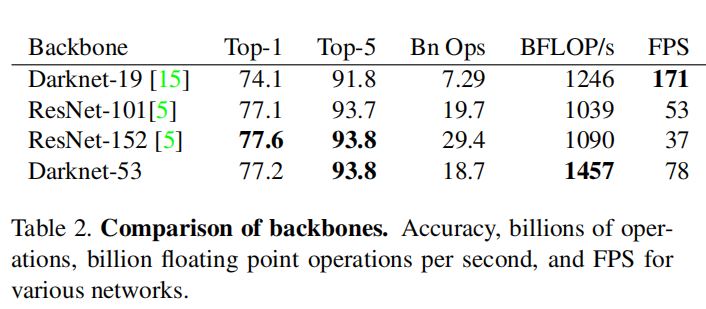 Backbone Top-1 Top-5 Bn Ops BFLOP/s FPS
Darknet-19 [15] 74.1 91.8 7.29 1246 171
ResNet-101[5] 77.1 93.7 19.7 1039 53
ResNet-152 [5] 77.6 93.8 29.4 1090 37
Darknet-53 77.2 93.8 18.7 1457 78
Table 2. Comparison of backbones. Accuracy, billions of oper-
ations, billion floating point operations per second, and FPS for
various networks.